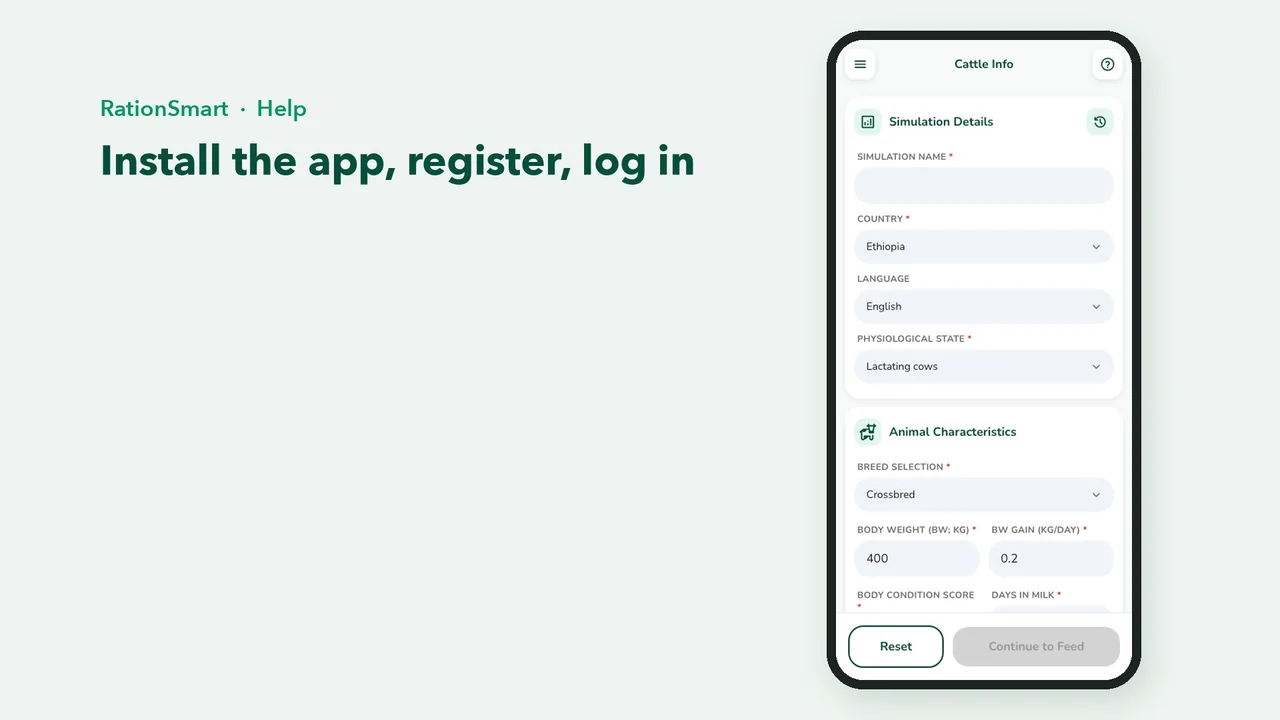 RationSmart · Help
Install the app, register, log in
Cattle Info
Simulation Details
SIMULATION NAME *
COUNTRY *
Ethiopia
LANGUAGE
English
PHYSIOLOGICAL STATE *
Lactating cows
Animal Characteristics
BREED SELECTION *
Crossbred
BODY WEIGHT (BW; KG) * BW GAIN (KG/DAY) *
400 0.2
BODY CONDITION SCORE DAYS IN MILK *
*
Reset Continue to Feed